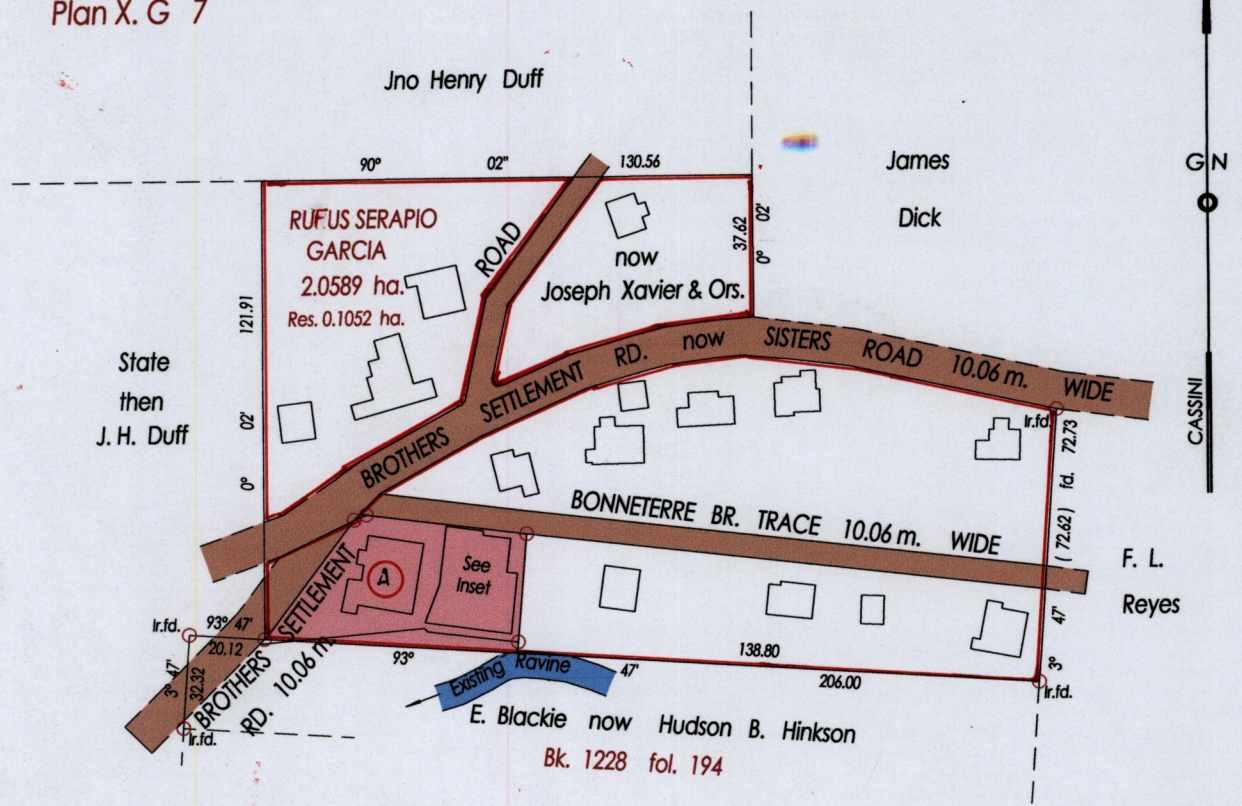 Plan X. G 7
Jno Henry Duff
90° 02" 130.56
James
Dick
G N
RUFUS SERAPIO
GARCIA
2.0589 ha.
Res. 0.1052 ha.
ROAD
now
Joseph Xavier & Ors.
37.62
0° 02'
121.91
0° 02'
State
then
J. H. Duff
BROTHERS SETTLEMENT RD. now SISTERS ROAD 10.06 m. WIDE
CASSINI
Ir.fd.
72.73
( 72.62 ) fd.
3° 47'
BONNETERRE BR. TRACE 10.06 m. WIDE
F. L.
Reyes
A
See
Inset
BROTHERS SETTLEMENT
RD. 10.06 m
Ir.fd.
93° 47'
20.12
3° 47'
32.32
Ir.fd.
93° 47'
138.80
206.00
Ir.fd.
Existing Ravine
E. Blackie now Hudson B. Hinkson
Bk. 1228 fol. 194